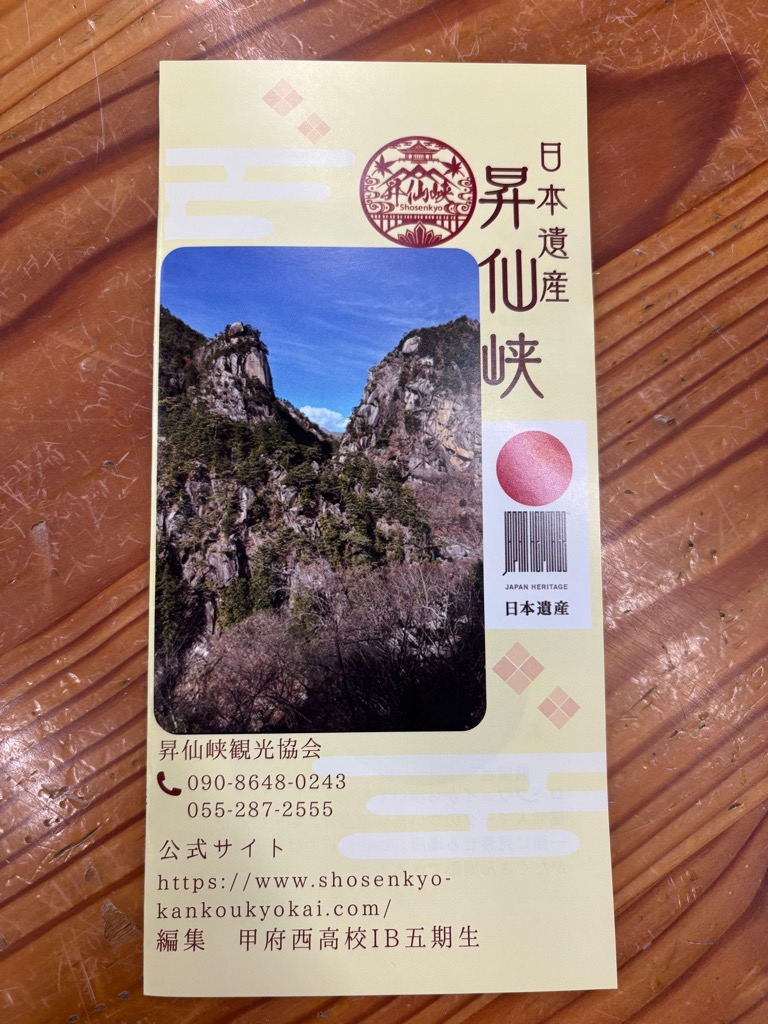 日本遺産
昇仙峡
昇仙峡
Shosenkyo
JAPAN HERITAGE
JAPAN HERITAGE
日本遺産
昇仙峡観光協会
090-8648-0243
055-287-2555
公式サイト
https://www.shosenkyo-
kankoukyokai.com/
編集 甲府西高校IB五期生